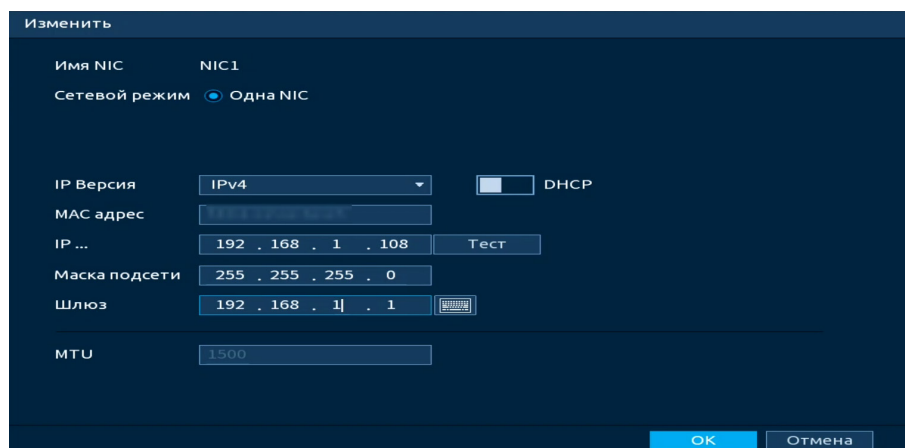 Изменить
Имя NIC NIC1
Сетевой режим Одна NIC
IP Версия IPv4 DHCP
MAC адрес
IP ... 192 . 168 . 1 . 108 Тест
Маска подсети 255 . 255 . 255 . 0
Шлюз 192 . 168 . 1 . 1
MTU 1500
OK Отмена